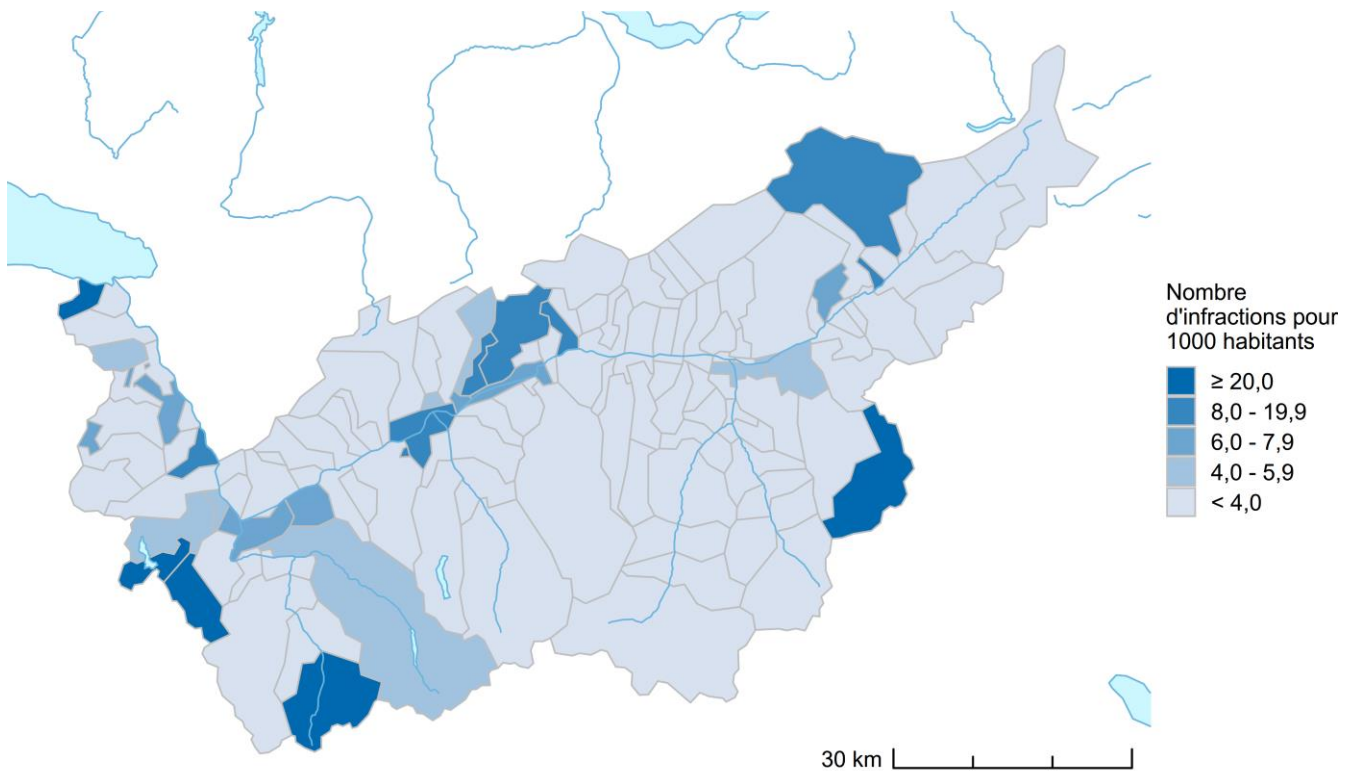 Nombre
d'infractions pour
1000 habitants
≥ 20,0
8,0 - 19,9
6,0 - 7,9
4,0 - 5,9
< 4,0
30 km